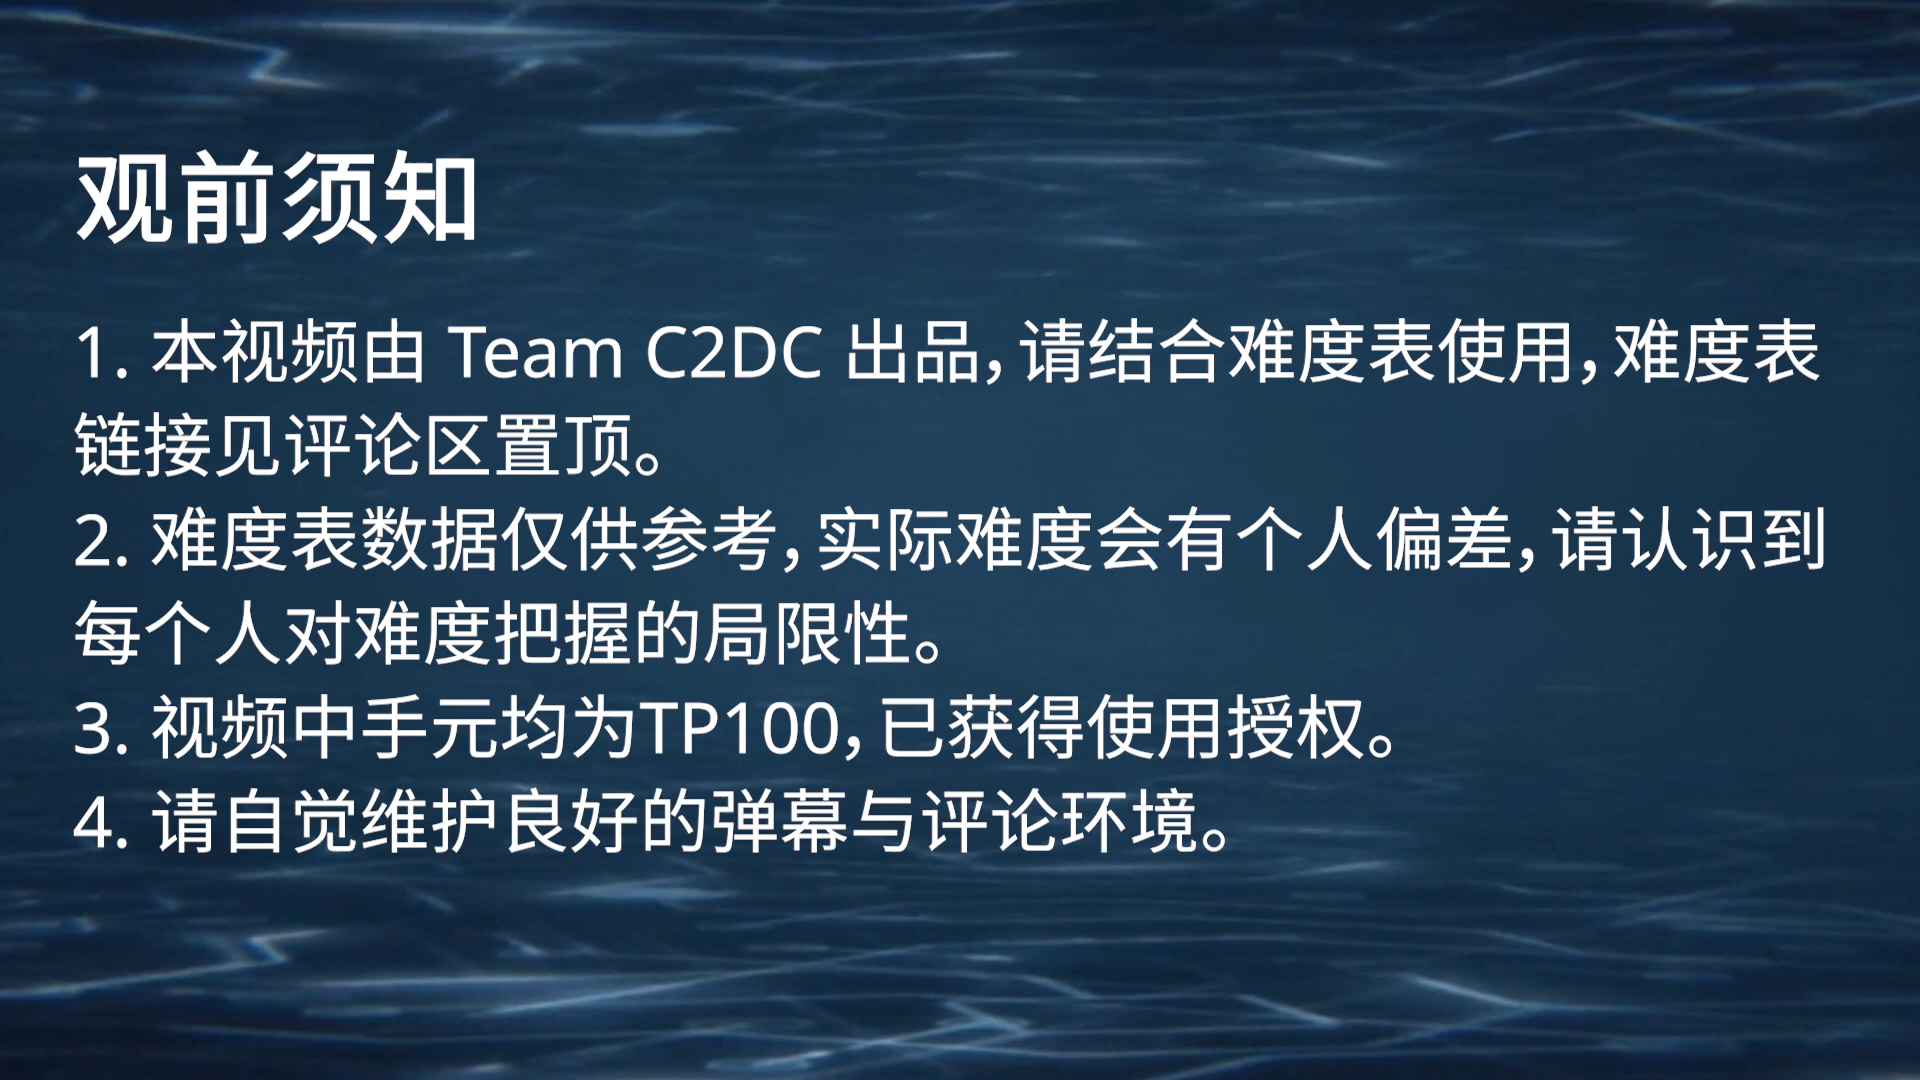 观前须知
1. 本视频由 Team C2DC 出品，请结合难度表使用，难度表
链接见评论区置顶。
2. 难度表数据仅供参考，实际难度会有个人偏差，请认识到
每个人对难度把握的局限性。
3. 视频中手元均为TP100，已获得使用授权。
4. 请自觉维护良好的弹幕与评论环境。